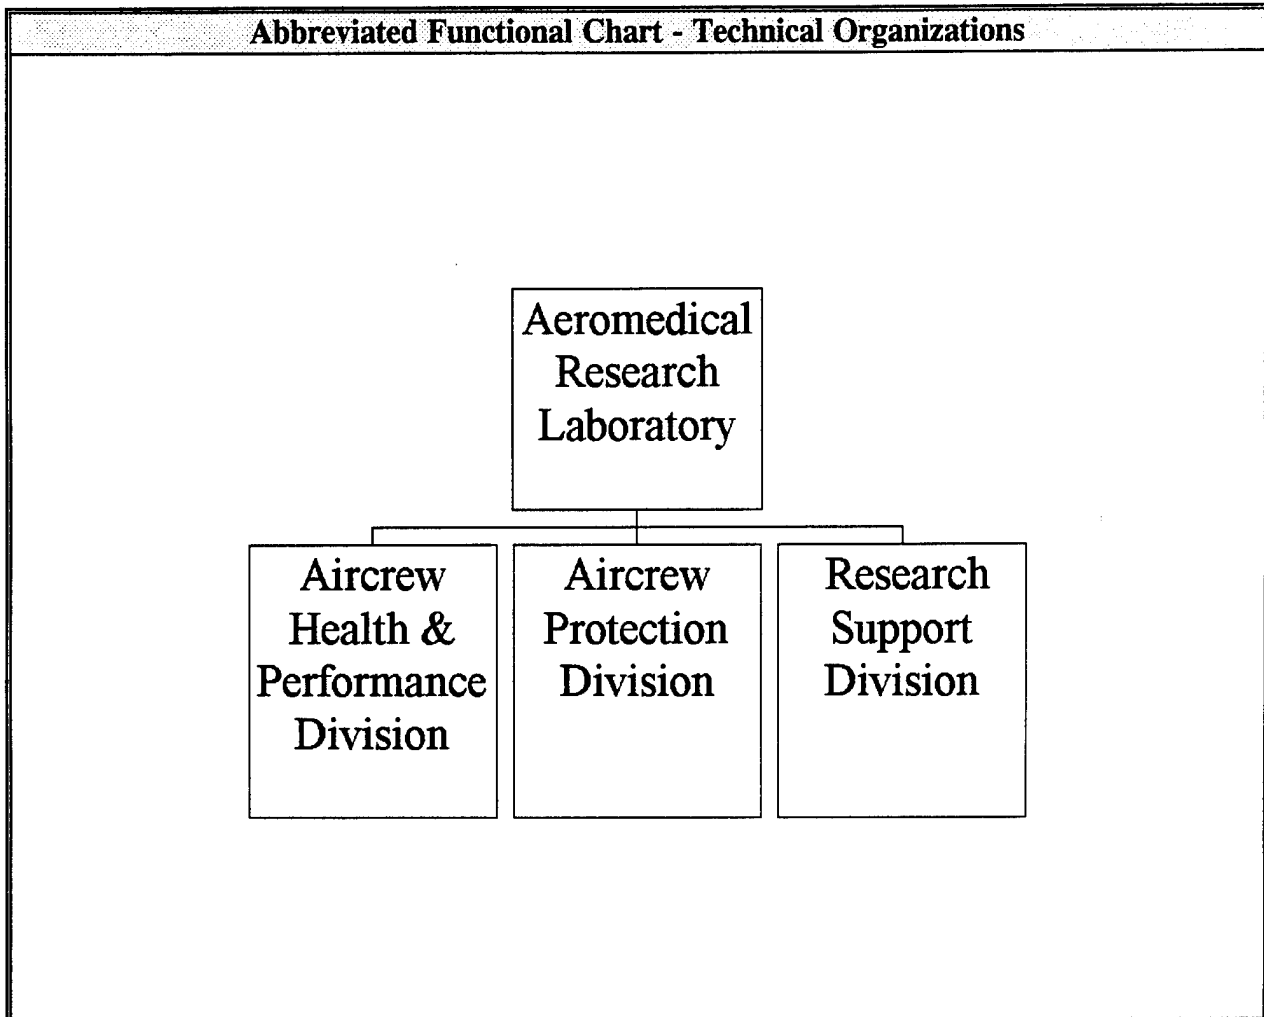 Abbreviated Functional Chart - Technical Organizations
Aeromedical
Research
Laboratory
Aircrew
Health &
Performance
Division
Aircrew
Protection
Division
Research
Support
Division